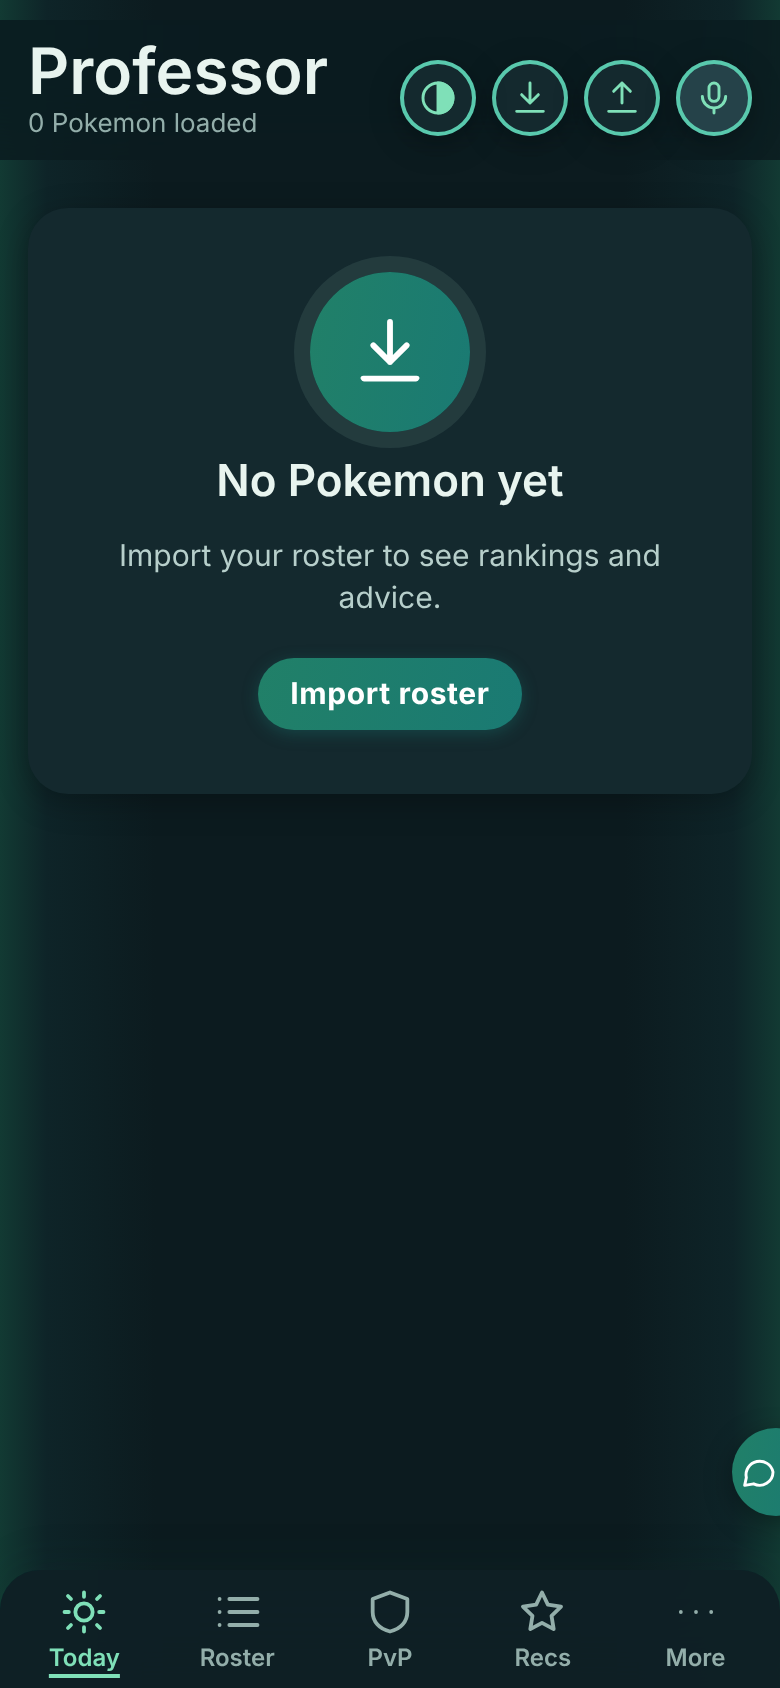 Professor
0 Pokemon loaded
No Pokemon yet
Import your roster to see rankings and
advice.
Import roster
Today
Roster
PvP
Recs
More